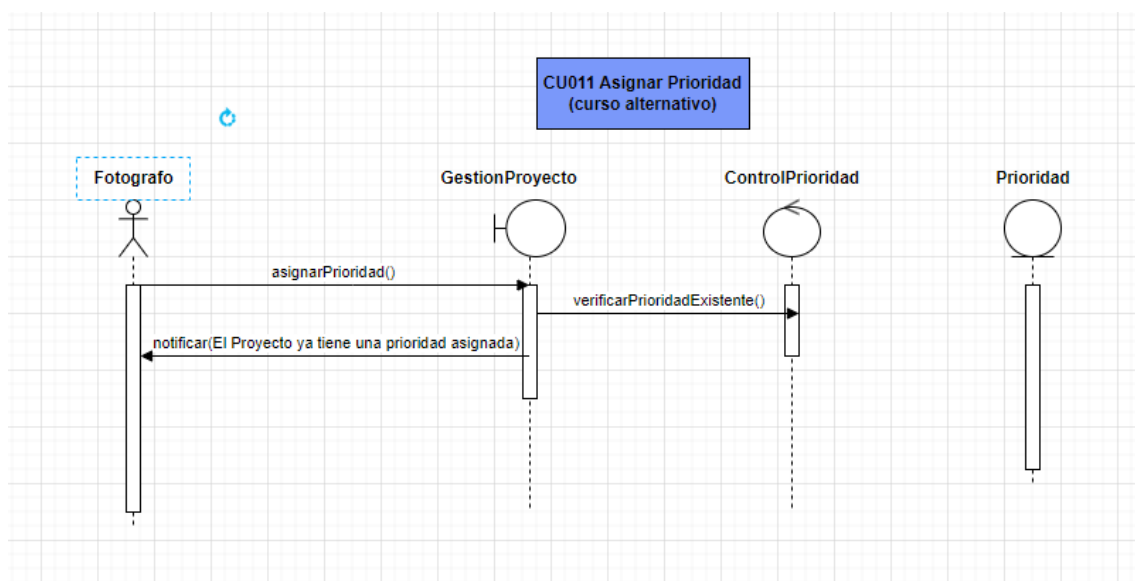 CU011 Asignar Prioridad
(curso alternativo)
Fotografo
GestionProyecto
ControlPrioridad
Prioridad
asignarPrioridad()
verificarPrioridadExistente()
notificar(El Proyecto ya tiene una prioridad asignada)